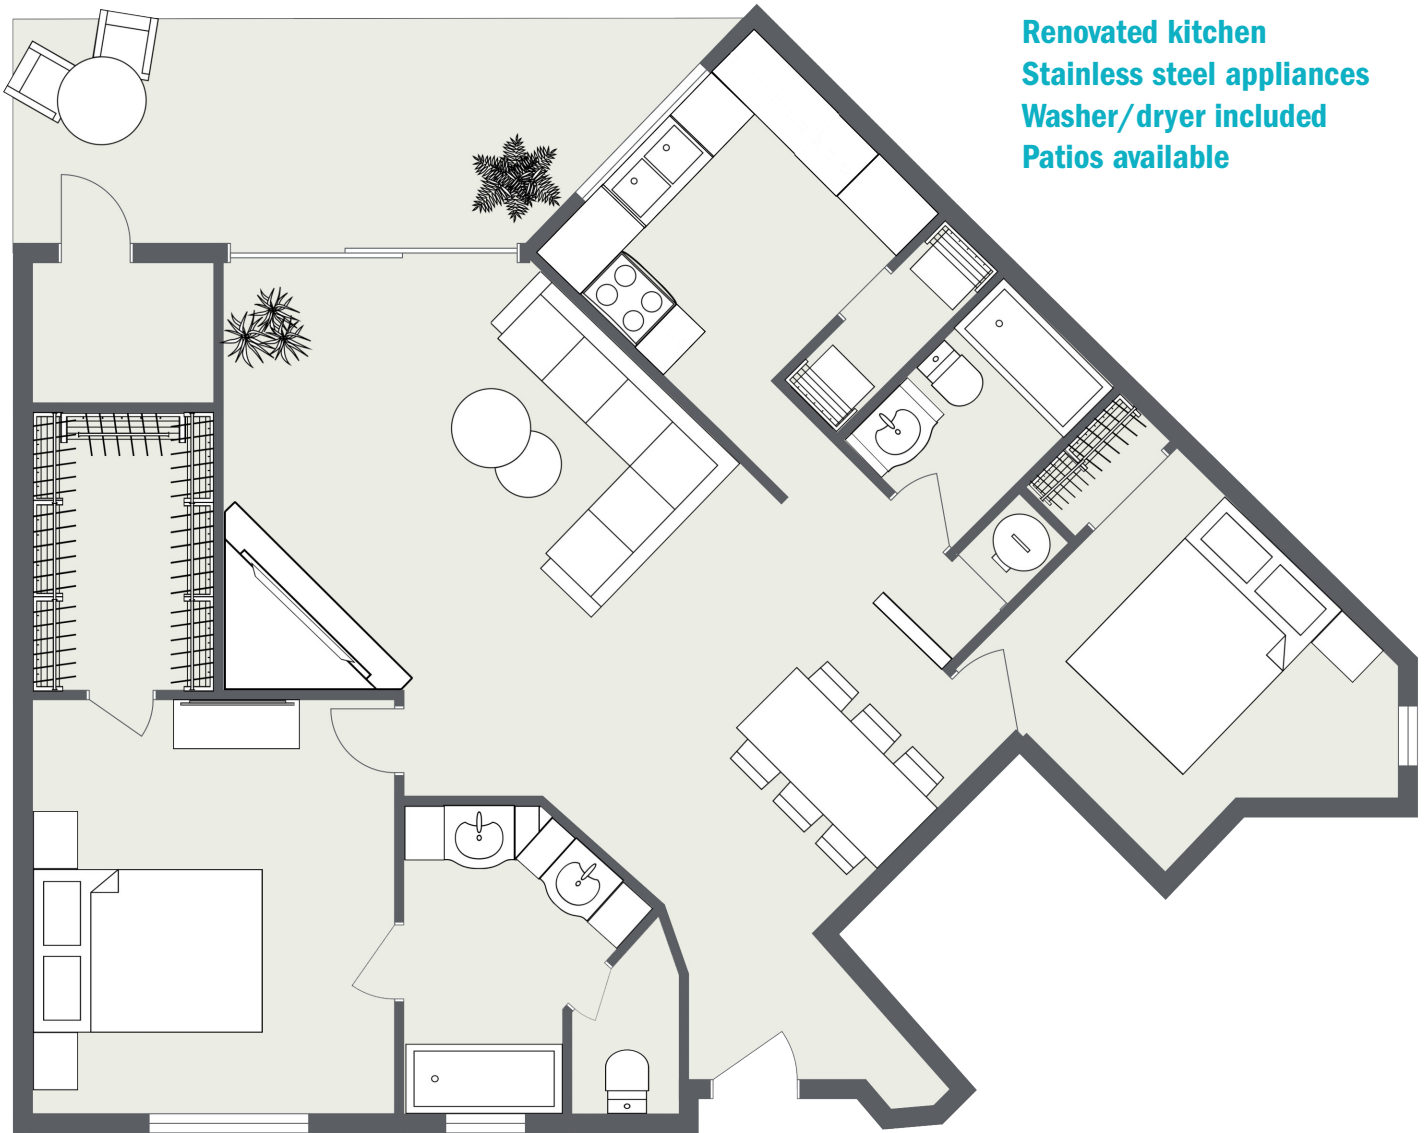 Renovated kitchen
Stainless steel appliances
Washer/dryer included
Patios available